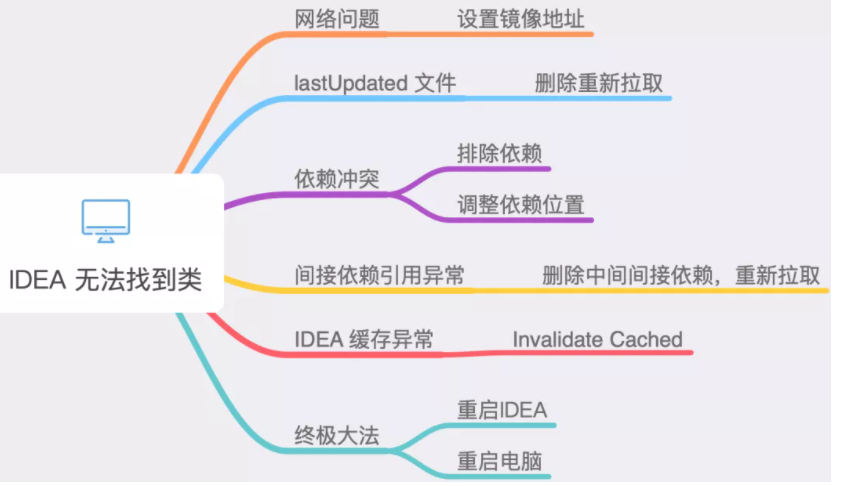 网络问题 设置镜像地址
lastUpdated 文件 删除重新拉取
依赖冲突
排除依赖
调整依赖位置
IDEA 无法找到类
间接依赖引用异常 删除中间间接依赖，重新拉取
IDEA 缓存异常 Invalidate Cached
终极大法
重启IDEA
重启电脑